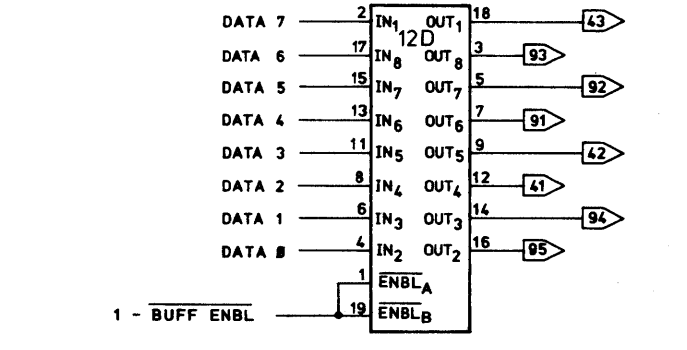 DATA 7 2 IN1 OUT1 18 43
12D
DATA 6 17 IN8 OUT8 3 93
DATA 5 15 IN7 OUT7 5 92
DATA 4 13 IN6 OUT6 7 91
DATA 3 11 IN5 OUT5 9 42
DATA 2 8 IN4 OUT4 12 41
DATA 1 6 IN3 OUT3 14 94
DATA 0 4 IN2 OUT2 16 95
1 ENBLA
1 - BUFF ENBL 19 ENBLB